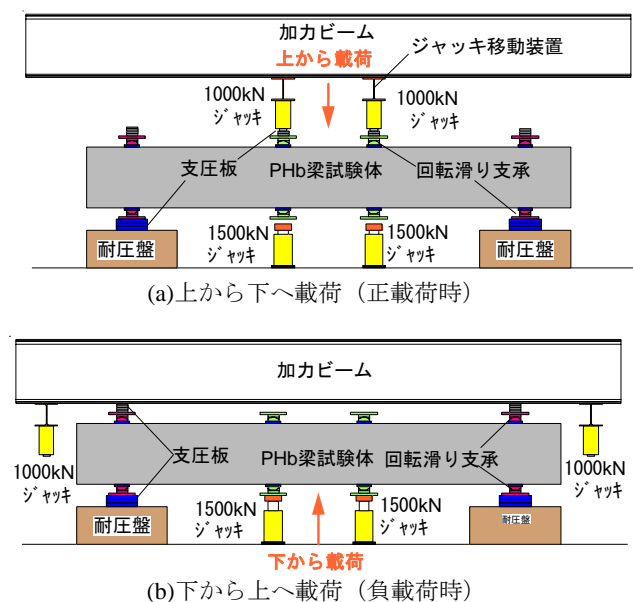 加力ビーム
上から載荷
ジャッキ移動装置
1000kN
ジャッキ
1000kN
ジャッキ
支圧板
PHb梁試験体
回転滑り支承
1500kN
ジャッキ
1500kN
ジャッキ
耐圧盤
耐圧盤
(a)上から下へ載荷（正載荷時）
加力ビーム
支圧板
PHb梁試験体
回転滑り支承
1000kN
ジャッキ
1000kN
ジャッキ
1500kN
ジャッキ
1500kN
ジャッキ
耐圧盤
耐圧盤
下から載荷
(b)下から上へ載荷（負載荷時）